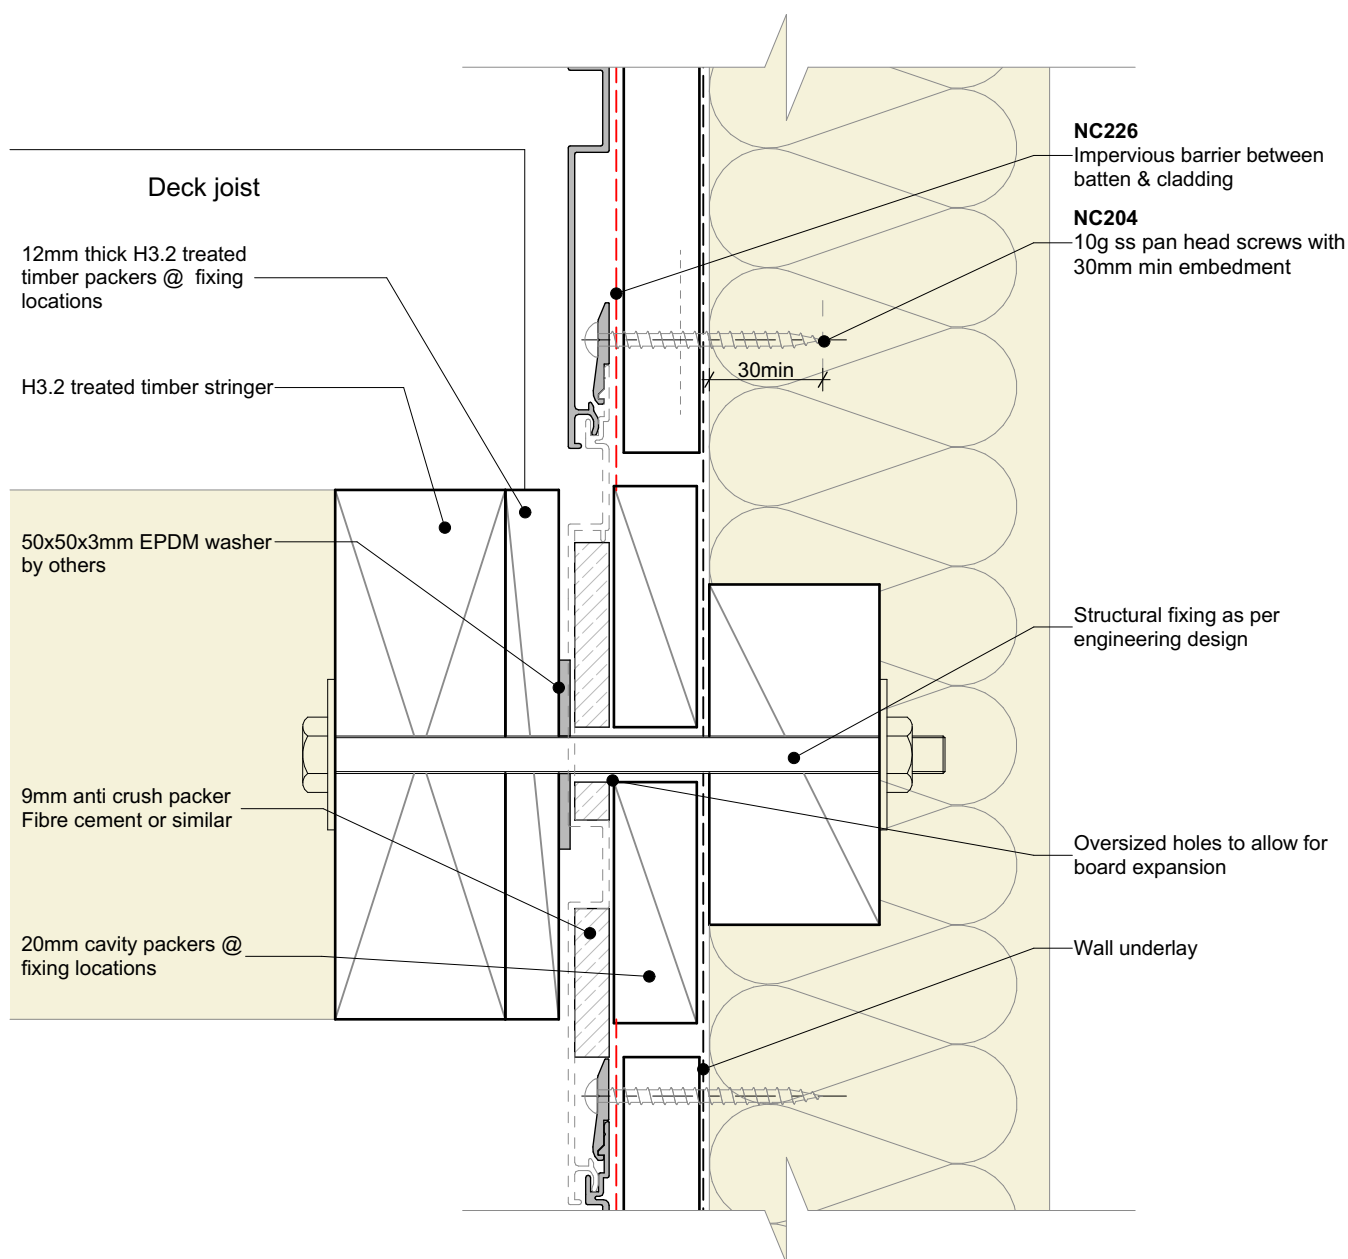 Deck joist
12mm thick H3.2 treated
timber packers @ fixing
locations
H3.2 treated timber stringer
50x50x3mm EPDM washer
by others
9mm anti crush packer
Fibre cement or similar
20mm cavity packers @
fixing locations
NC226
Impervious barrier between
batten & cladding
NC204
10g ss pan head screws with
30mm min embedment
30min
Structural fixing as per
engineering design
Oversized holes to allow for
board expansion
Wall underlay